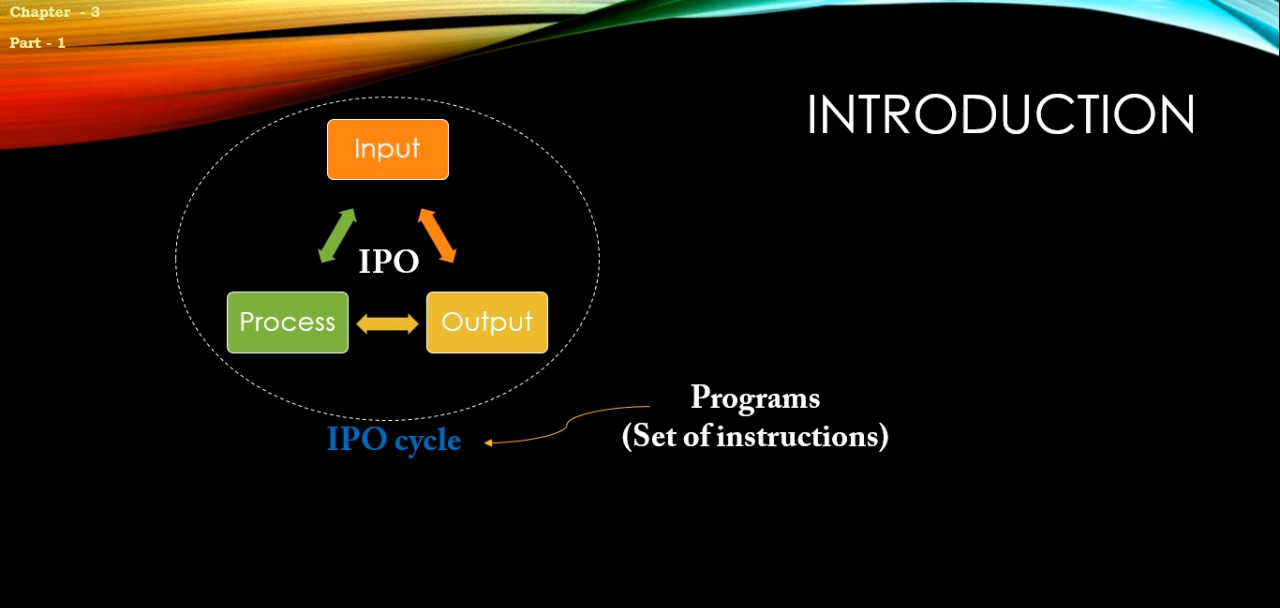 Chapter - 3
Part - 1
INTRODUCTION
Input
IPO
Process
Output
Programs
(Set of instructions)
IPO cycle